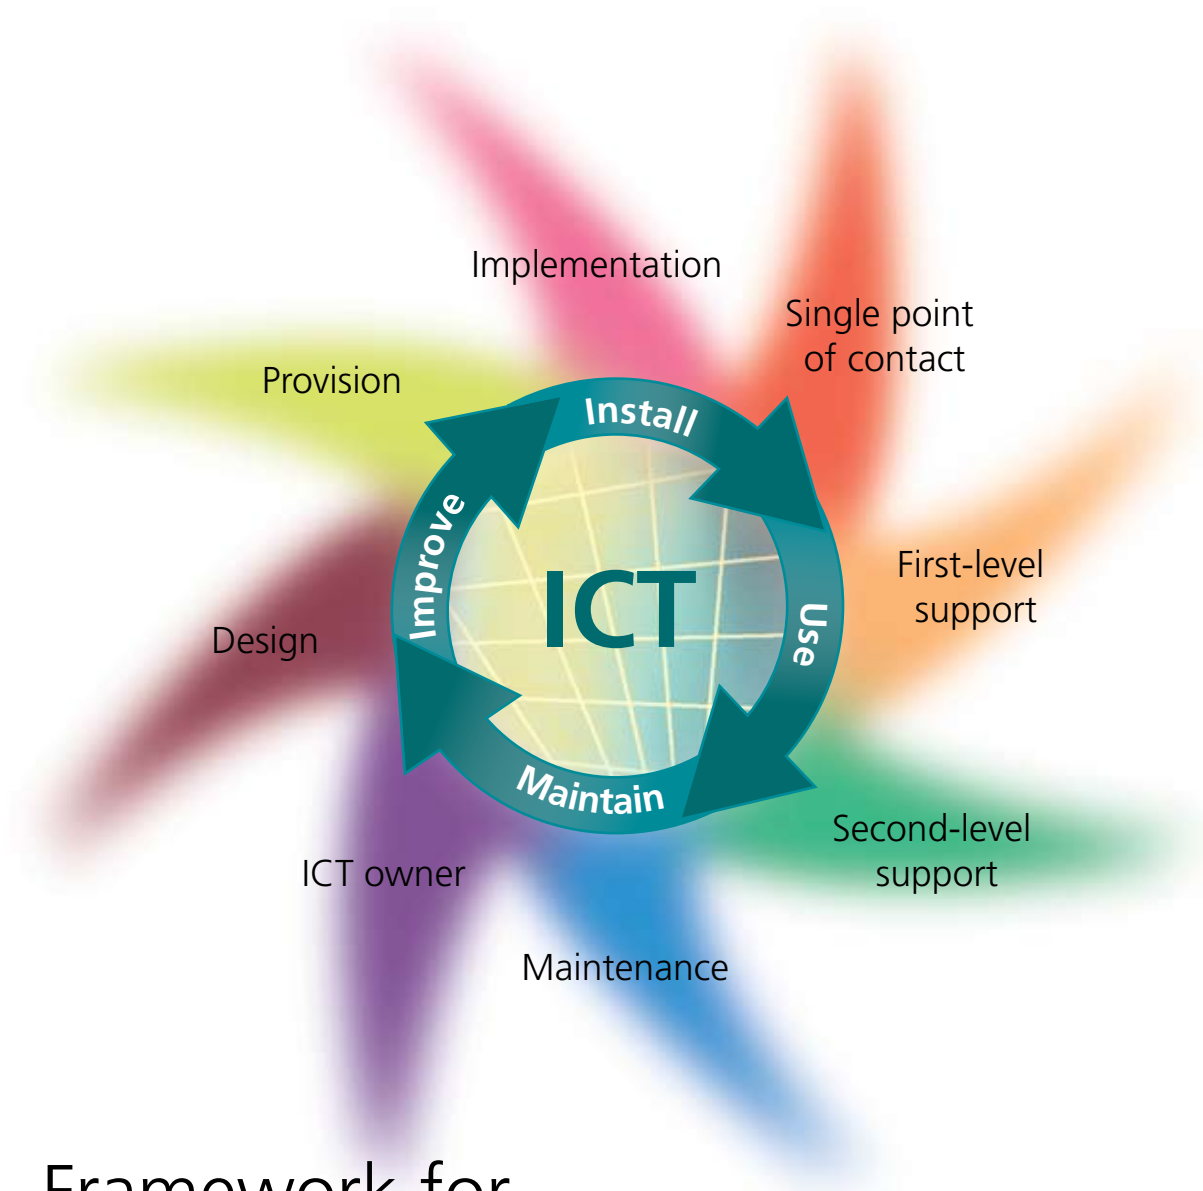 Implementation
Single point
of contact
Provision
Install
Improve
ICT
First-level
support
Use
Design
Maintain
Second-level
support
ICT owner
Maintenance
Framework for